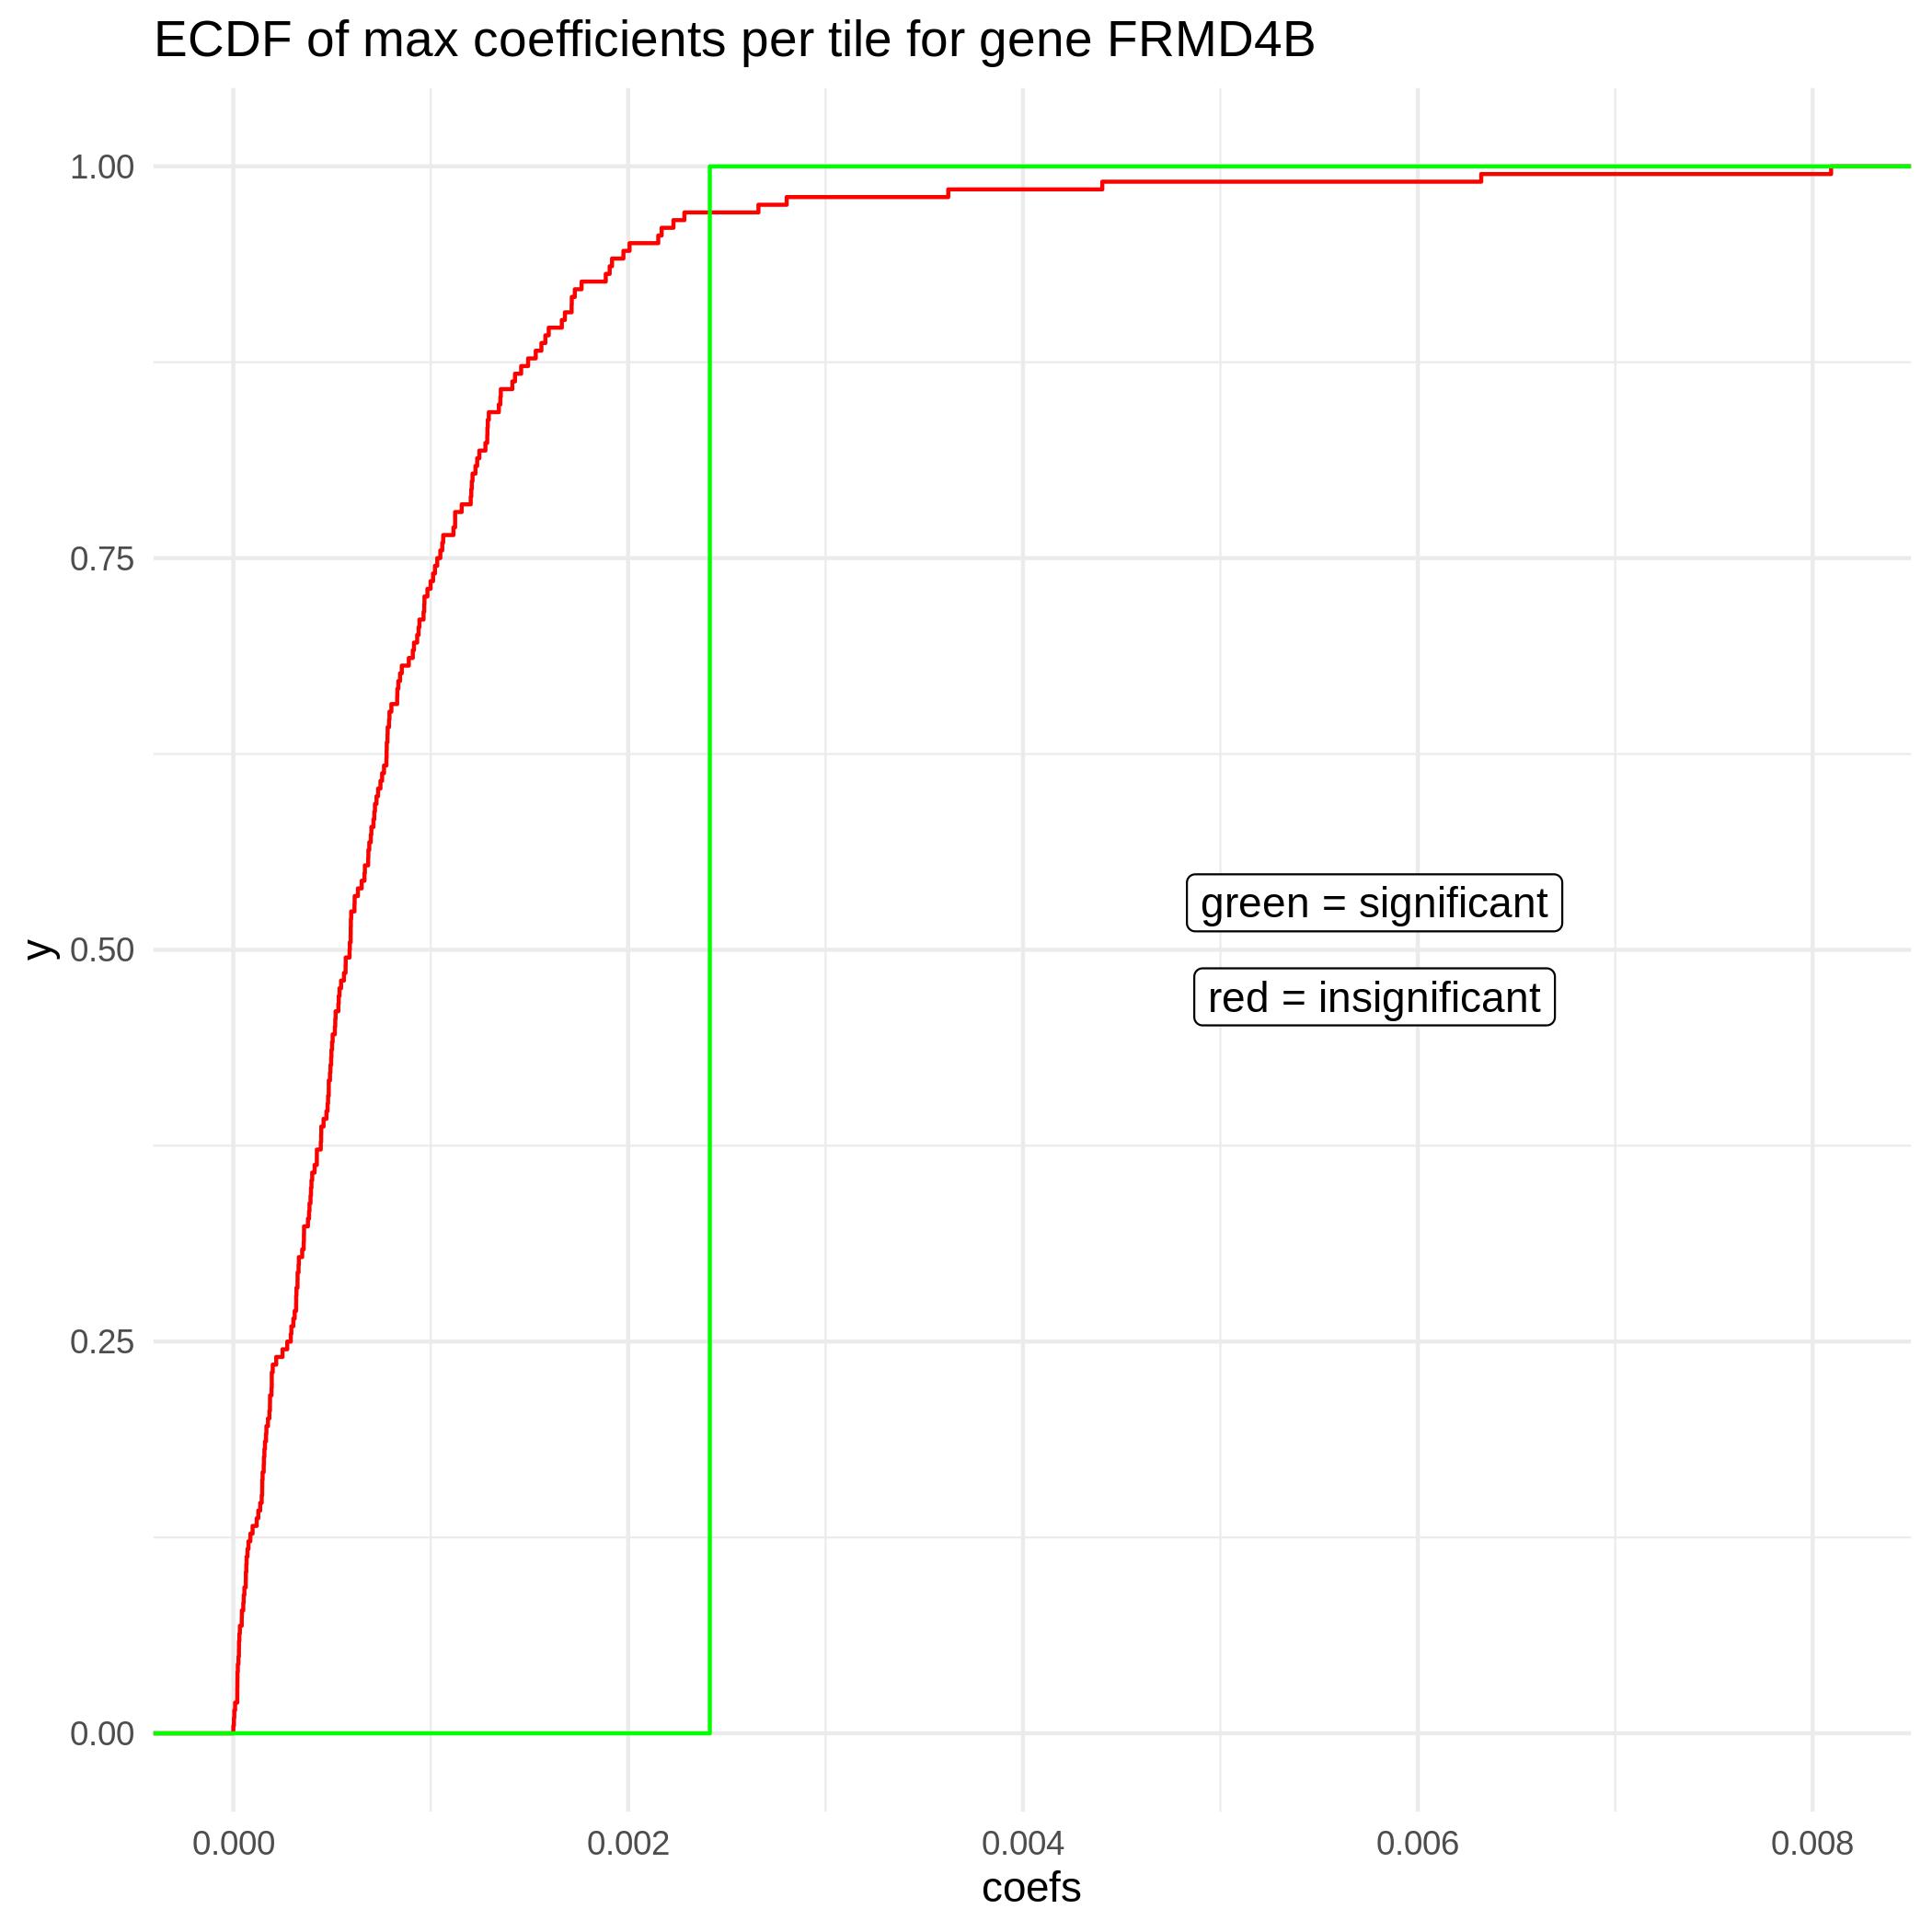 ECDF of max coefficients per tile for gene FRMD4B
1.00
0.75
0.50
0.25
0.00
y
green = significant
red = insignificant
0.000 0.002 0.004 0.006 0.008
coefs